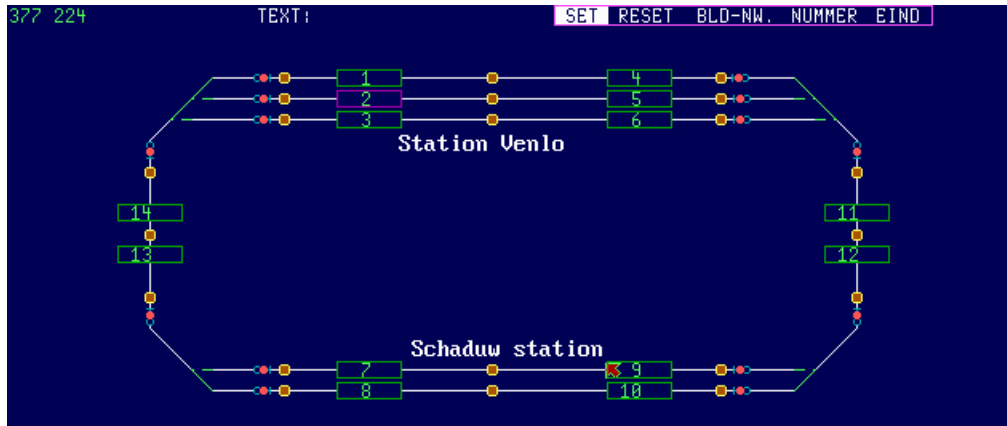 377 224 TEXT: SET RESET BLD-NW. NUMMER EIND
1 4
2 5
3 6
Station Venlo
14 11
13 12
Schaduw station
7 9
8 10